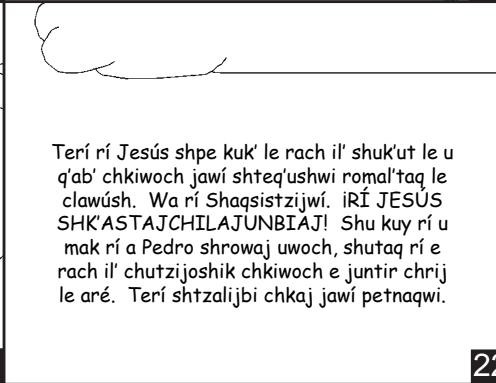 Terí rí Jesús shpe kuk' le rach il' shuk'ut le u
q'ab' chkiwoch jawí shteq'ushwi romal'taq le
clawúsh.  Wa rí Shaqsistzijwí.  ¡RÍ JESÚS
SHK'ASTAJCHILAJUNBIAJ!  Shu kuy rí u
mak rí a Pedro shrowaj uwoch, shutaq rí e
rach il' chutzijoshik chkiwoch e juntir chrij
le aré.  Terí shtzalijbi chkaj jawí petnaqwi.